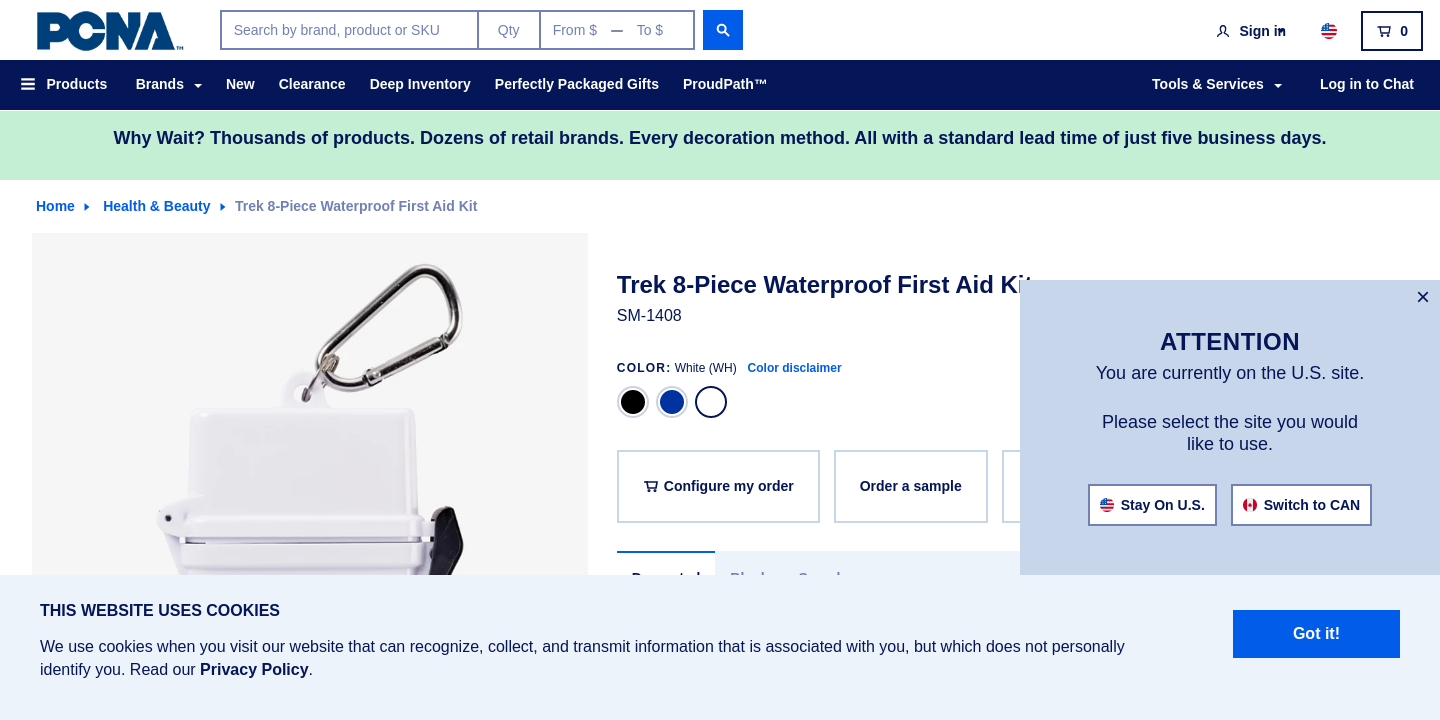 PCNA™
Search by brand, product or SKU
Qty
From $ — To $
Sign in
0
Products
Brands
New
Clearance
Deep Inventory
Perfectly Packaged Gifts
ProudPath™
Tools & Services
Log in to Chat
Why Wait? Thousands of products. Dozens of retail brands. Every decoration method. All with a standard lead time of just five business days.
Home
Health & Beauty
Trek 8-Piece Waterproof First Aid Kit
Trek 8-Piece Waterproof First Aid Kit
SM-1408
COLOR: White (WH) Color disclaimer
Configure my order
Order a sample
×
ATTENTION
You are currently on the U.S. site.
Please select the site you would
like to use.
Stay On U.S.
Switch to CAN
THIS WEBSITE USES COOKIES
We use cookies when you visit our website that can recognize, collect, and transmit information that is associated with you, but which does not personally
identify you. Read our Privacy Policy.
Got it!